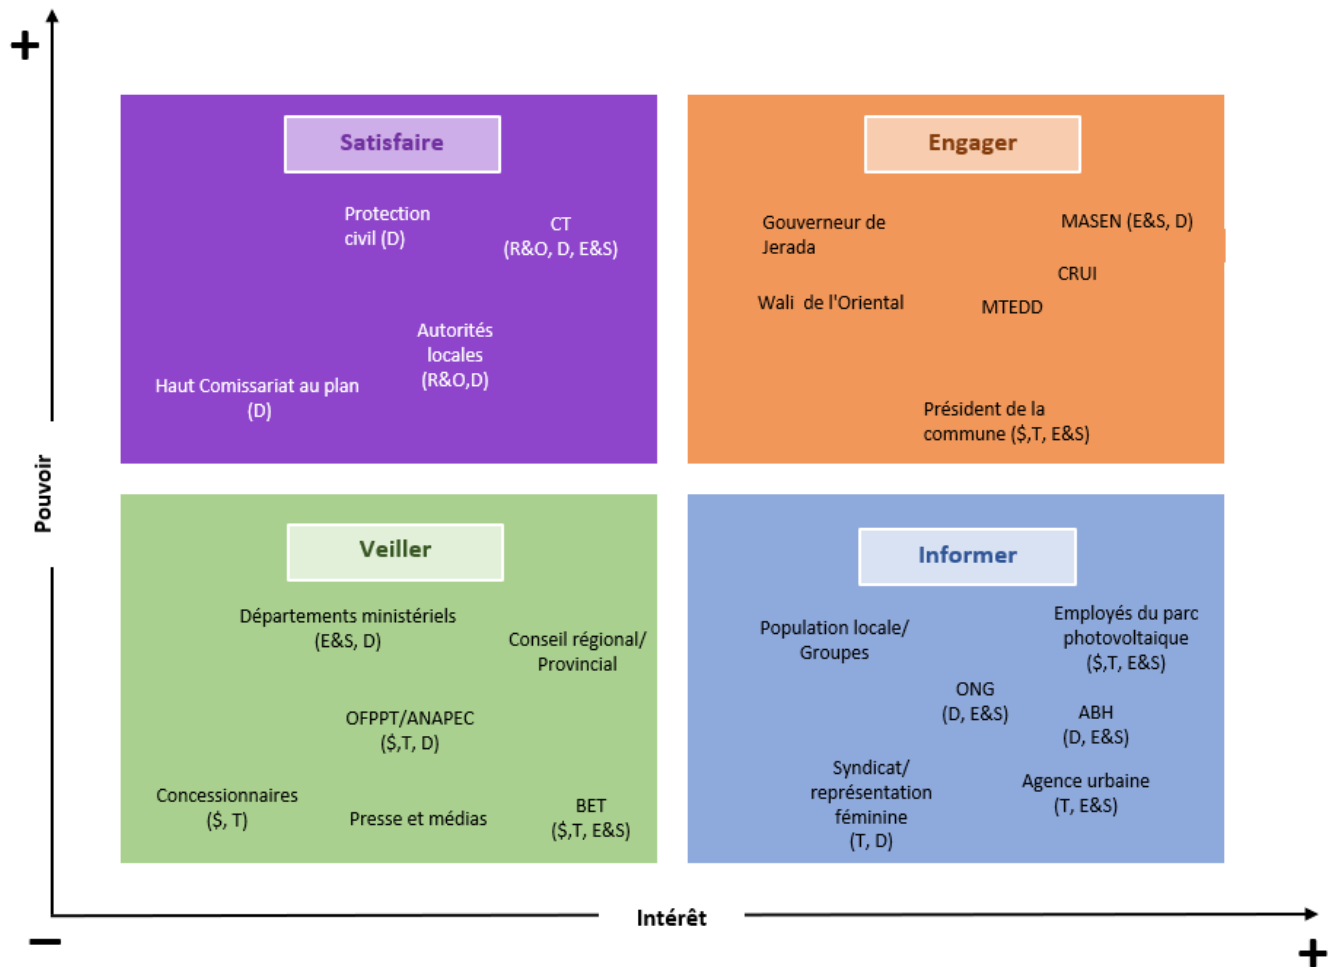 +
Satisfaire
Protection
civil (D)
CT
(R&O, D, E&S)
Autorités
locales
(R&O,D)
Haut Comissariat au plan
(D)
Engager
Gouverneur de
Jerada
MASEN (E&S, D)
CRUI
Wali de l'Oriental
MTEDD
Président de la
commune ($,T, E&S)
Pouvoir
Veiller
Départements ministériels
(E&S, D)
Conseil régional/
Provincial
OFPPT/ANAPEC
($,T, D)
Concessionnaires
($, T)
Presse et médias
BET
($,T, E&S)
Informer
Population locale/
Groupes
Employés du parc
photovoltaique
($,T, E&S)
ONG
(D, E&S)
ABH
(D, E&S)
Syndicat/
représentation
féminine
(T, D)
Agence urbaine
(T, E&S)
Intérêt
–
+